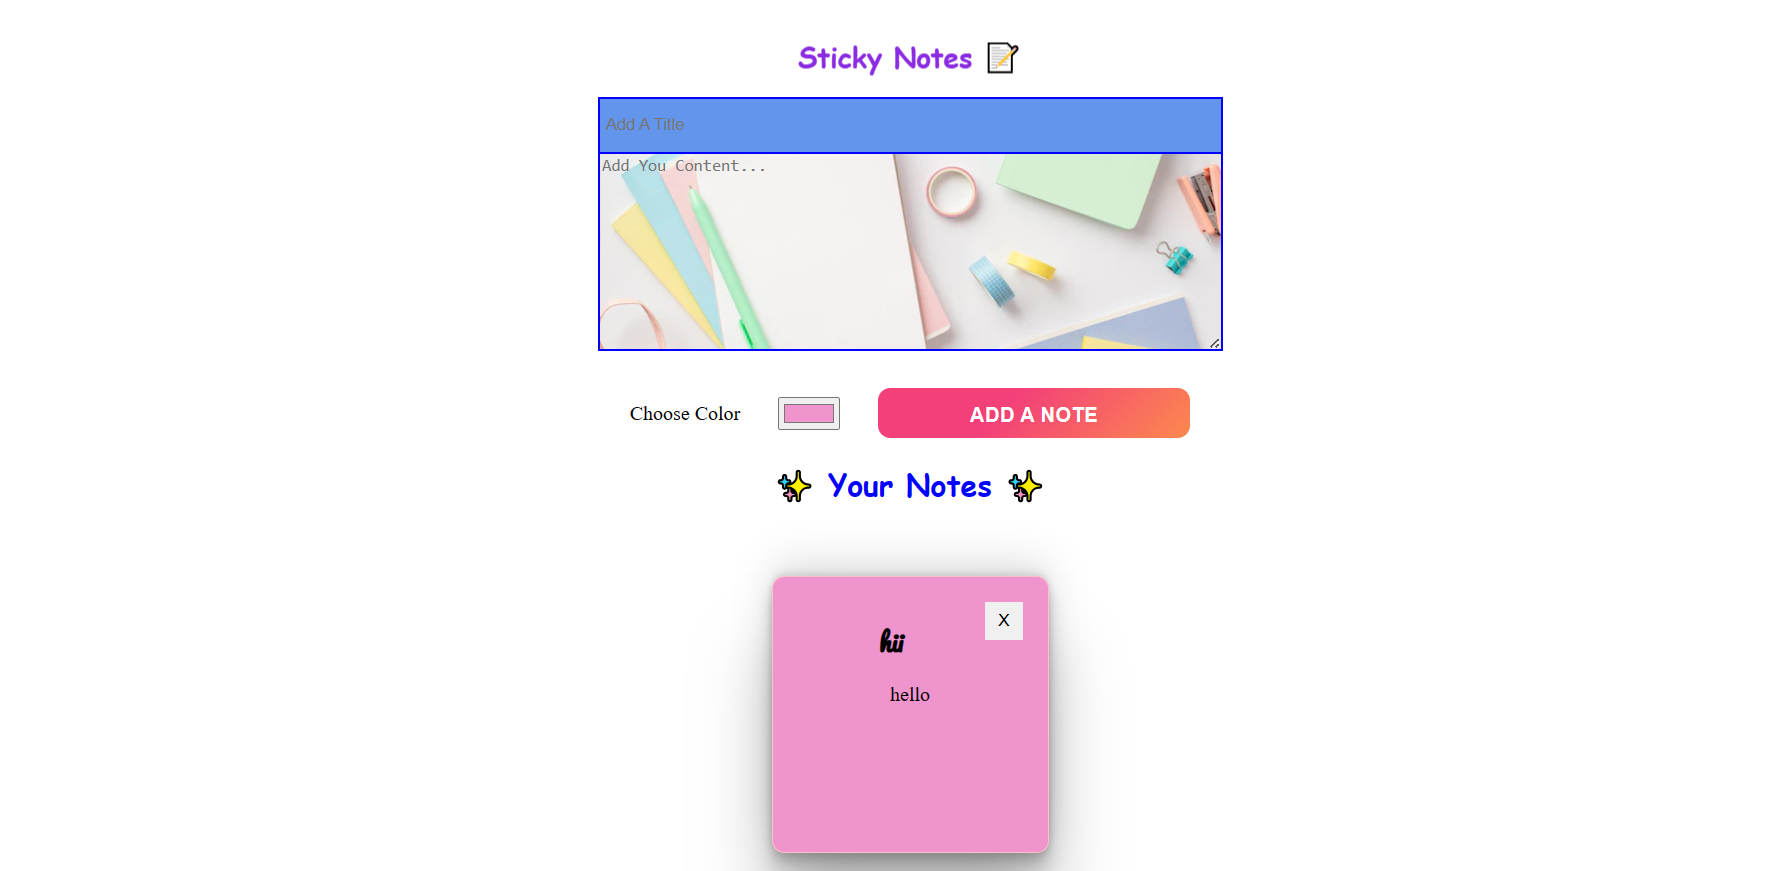 Sticky Notes 📝
Add A Title
Add You Content...
Choose Color
ADD A NOTE
✨ Your Notes ✨
X
hii
hello